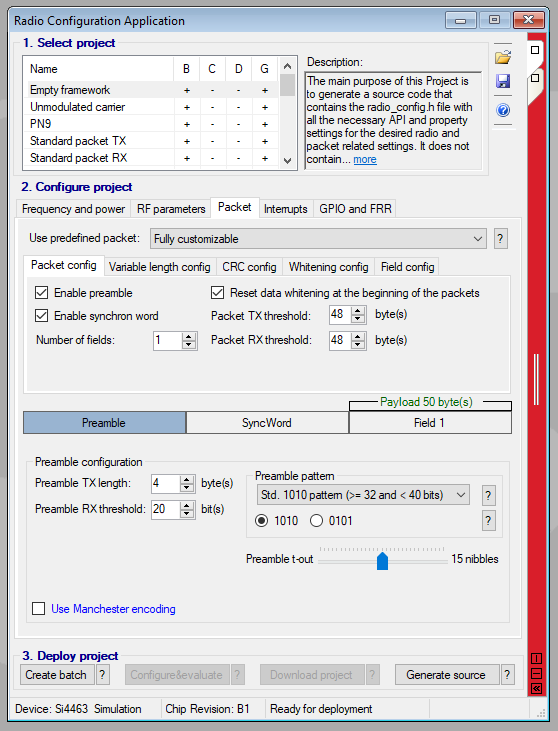 Radio Configuration Application
1. Select project
Name B C D G
Empty framework + - - +
Unmodulated carrier + - - +
PN9 + - - +
Standard packet TX + - - +
Standard packet RX + - - +
Description:
The main purpose of this Project is
to generate a source code that
contains the radio_config.h file with
all the necessary API and property
settings for the desired radio and
packet related settings. It does not
contain... more
2. Configure project
Frequency and power RF parameters Packet Interrupts GPIO and FRR
Use predefined packet: Fully customizable ?
Packet config Variable length config CRC config Whitening config Field config
Enable preamble Reset data whitening at the beginning of the packets
Enable synchron word Packet TX threshold: 48 byte(s)
Number of fields: 1 Packet RX threshold: 48 byte(s)
Payload 50 byte(s)
Preamble SyncWord Field 1
Preamble configuration
Preamble TX length: 4 byte(s)
Preamble RX threshold: 20 bit(s)
Preamble pattern
Std. 1010 pattern (>= 32 and < 40 bits) ?
1010 0101 ?
Preamble t-out 15 nibbles
Use Manchester encoding
3. Deploy project
Create batch ? Configure&evaluate ? Download project ? Generate source ?
Device: Si4463 Simulation Chip Revision: B1 Ready for deployment